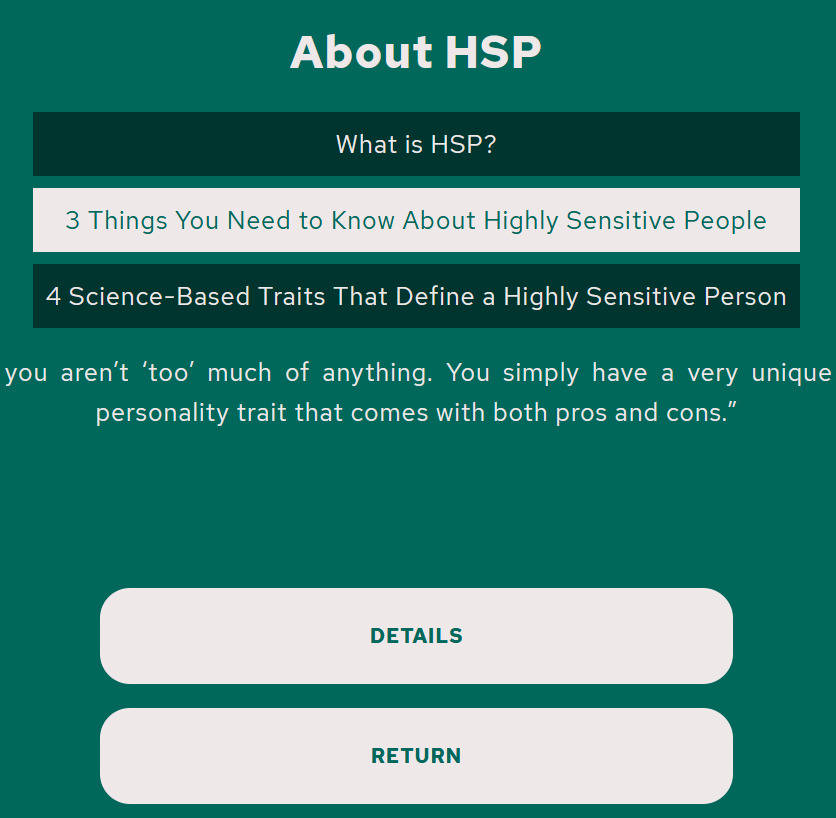 About HSP
What is HSP?
3 Things You Need to Know About Highly Sensitive People
4 Science-Based Traits That Define a Highly Sensitive Person
you aren’t ‘too’ much of anything. You simply have a very unique
personality trait that comes with both pros and cons.”
DETAILS
RETURN